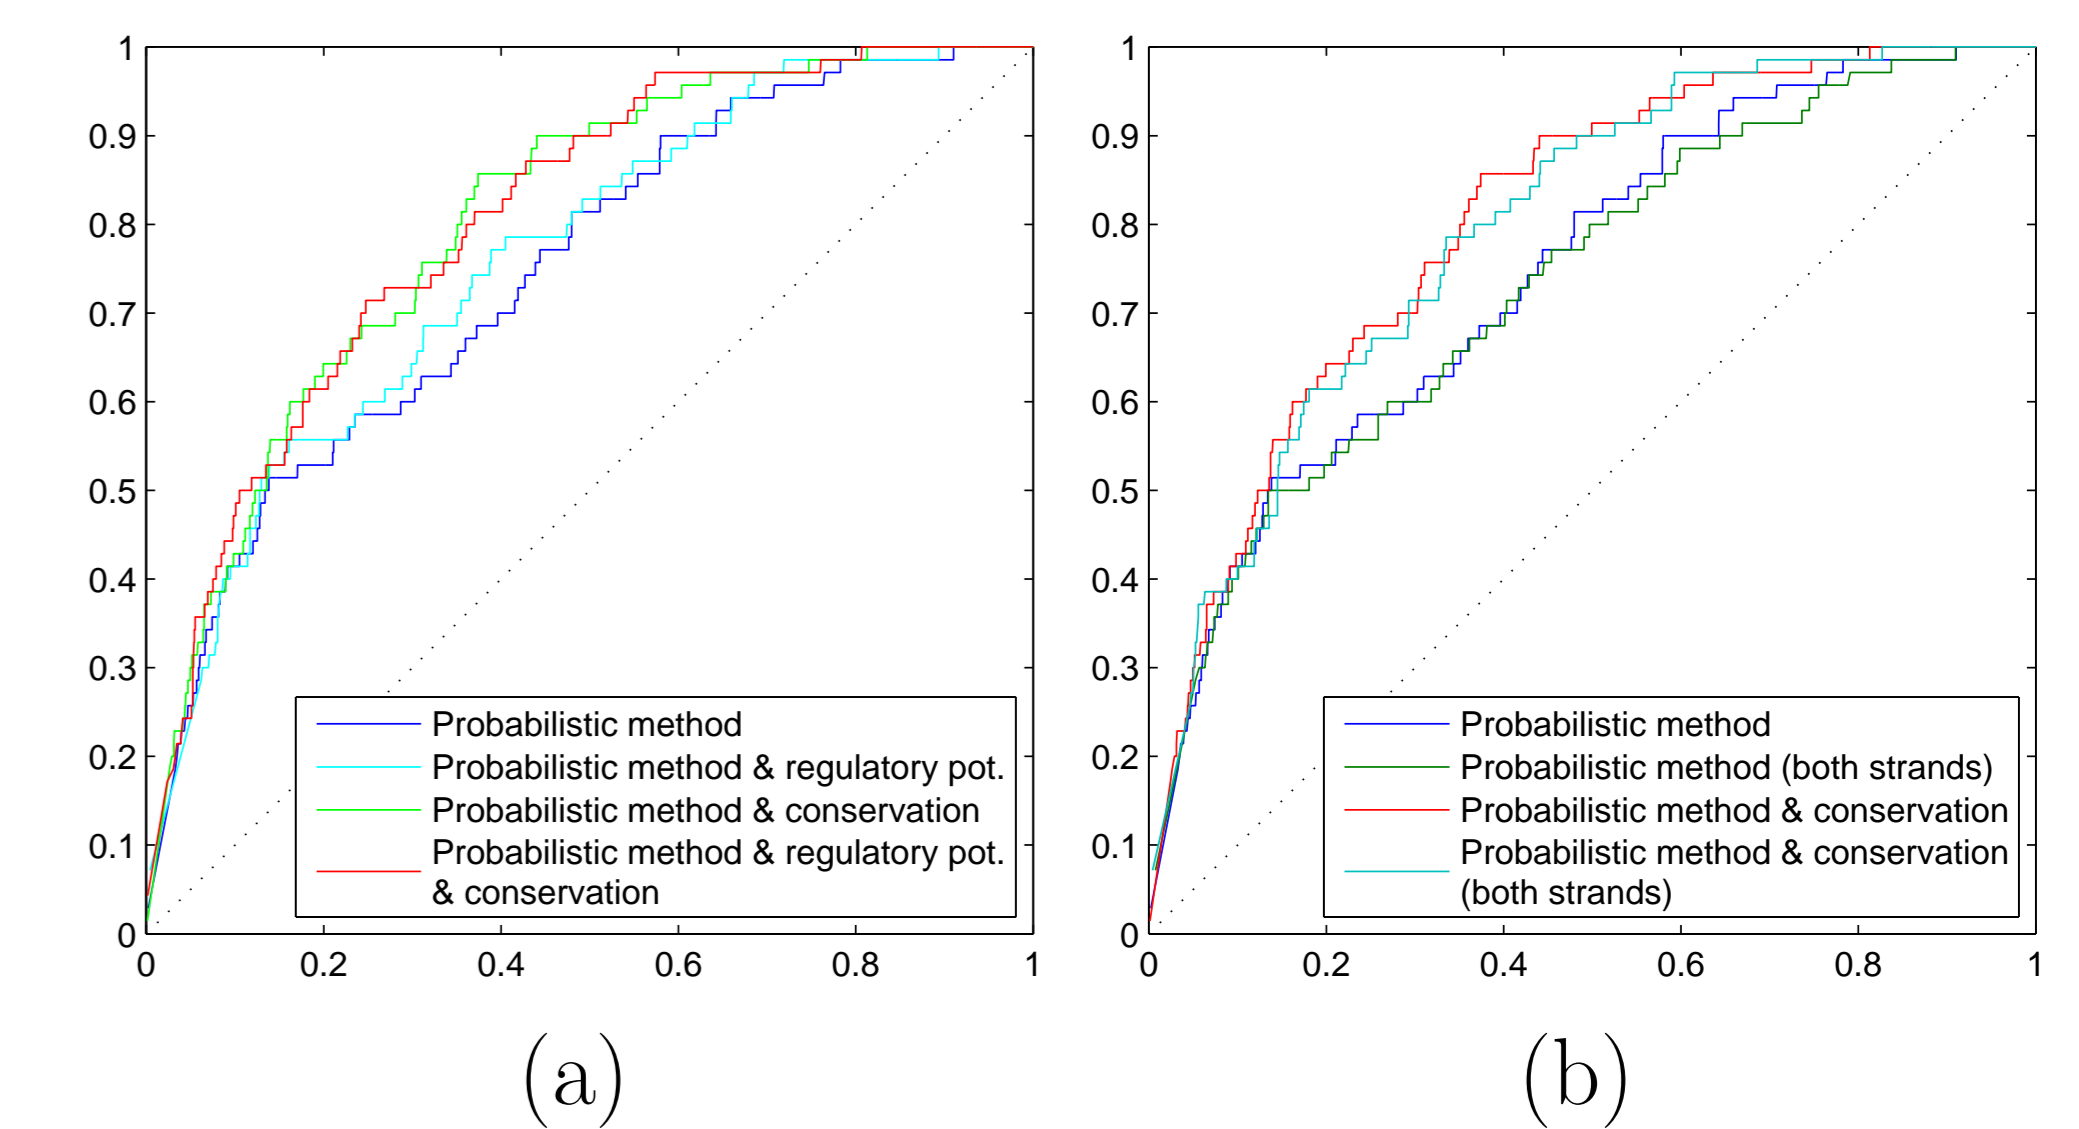 1
0.9
0.8
0.7
0.6
0.5
0.4
0.3
0.2
0.1
0
0 0.2 0.4 0.6 0.8 1
Probabilistic method
Probabilistic method & regulatory pot.
Probabilistic method & conservation
Probabilistic method & regulatory pot.
& conservation
(a)
1
0.9
0.8
0.7
0.6
0.5
0.4
0.3
0.2
0.1
0
0 0.2 0.4 0.6 0.8 1
Probabilistic method
Probabilistic method (both strands)
Probabilistic method & conservation
Probabilistic method & conservation
(both strands)
(b)